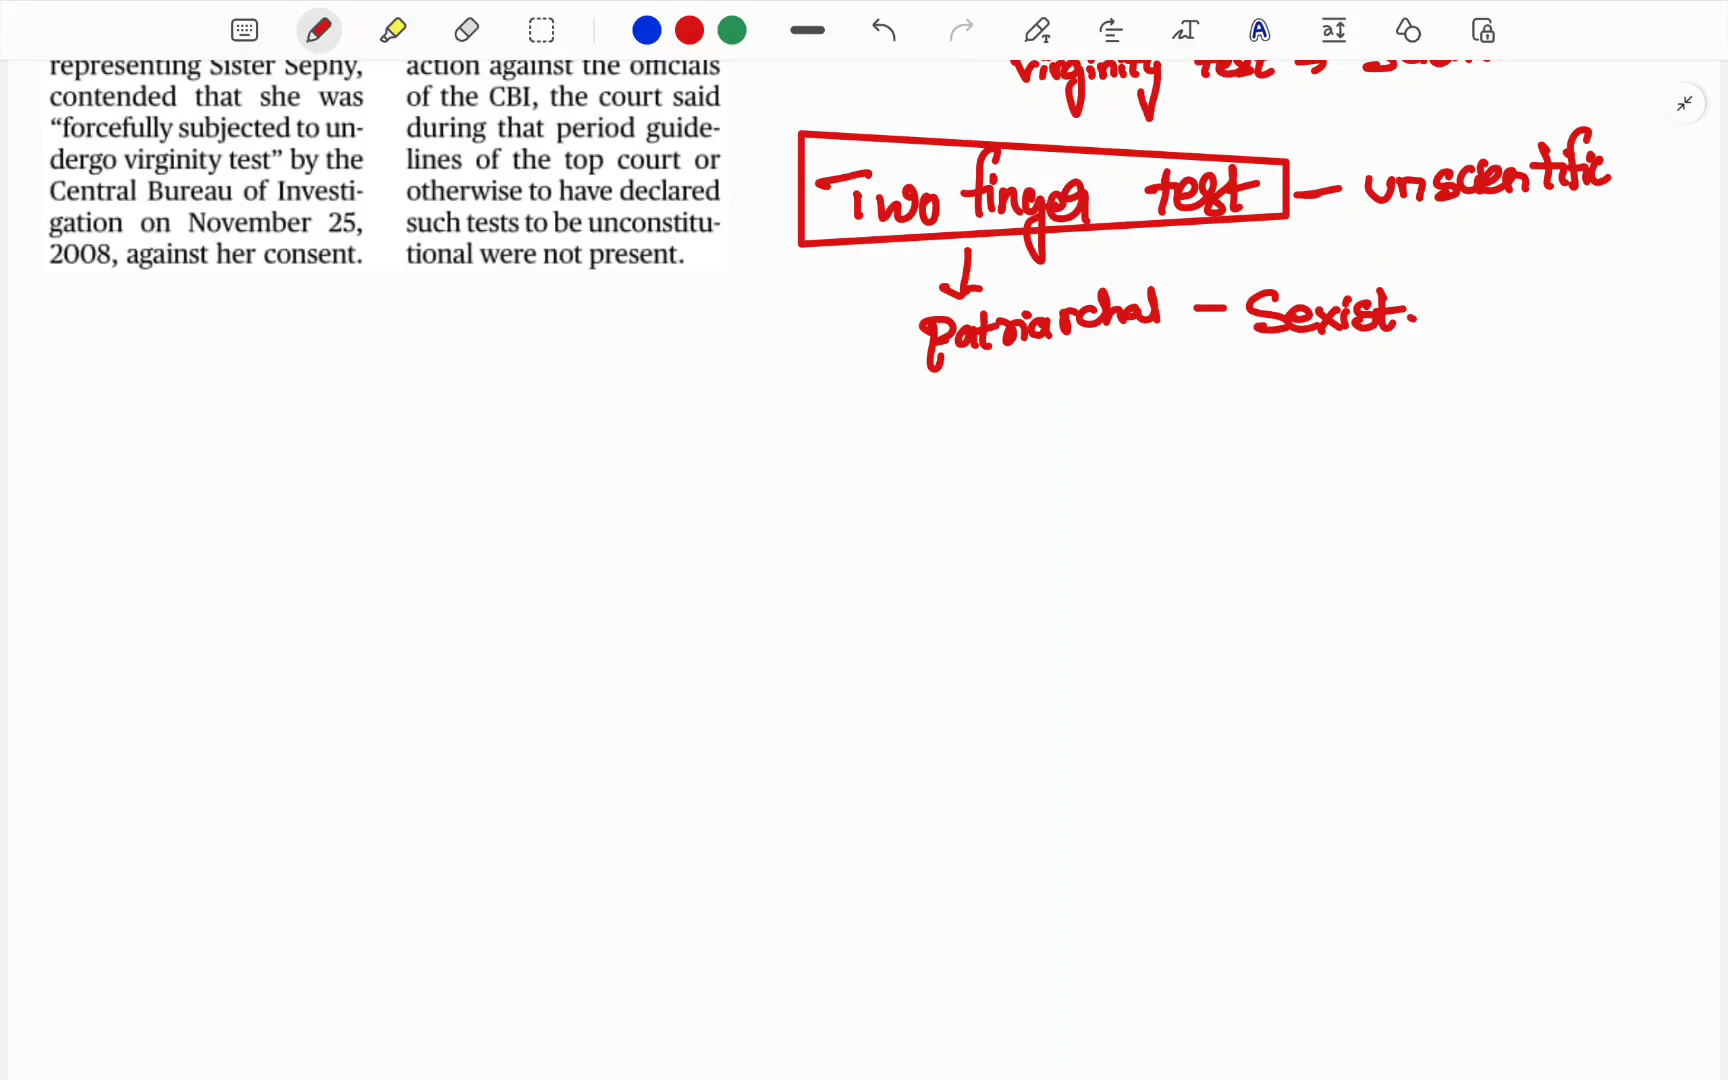 representing Sister Sephy,
contended that she was
“forcefully subjected to un-
dergo virginity test” by the
Central Bureau of Investi-
gation on November 25,
2008, against her consent.
action against the officials
of the CBI, the court said
during that period guide-
lines of the top court or
otherwise to have declared
such tests to be unconstitu-
tional were not present.
virginity test →
Two finger test — unscientific
↓
Patriarchal — Sexist.